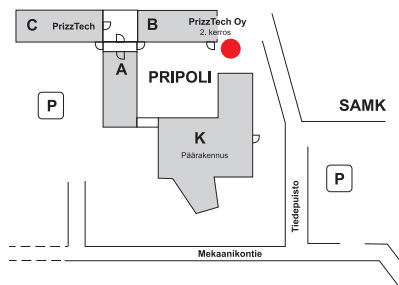 C
PrizzTech
B
PrizzTech Oy
2. kerros
A
PRIPOLI
P
SAMK
K
Päärakennus
P
Tiedepuisto
Mekaanikontie